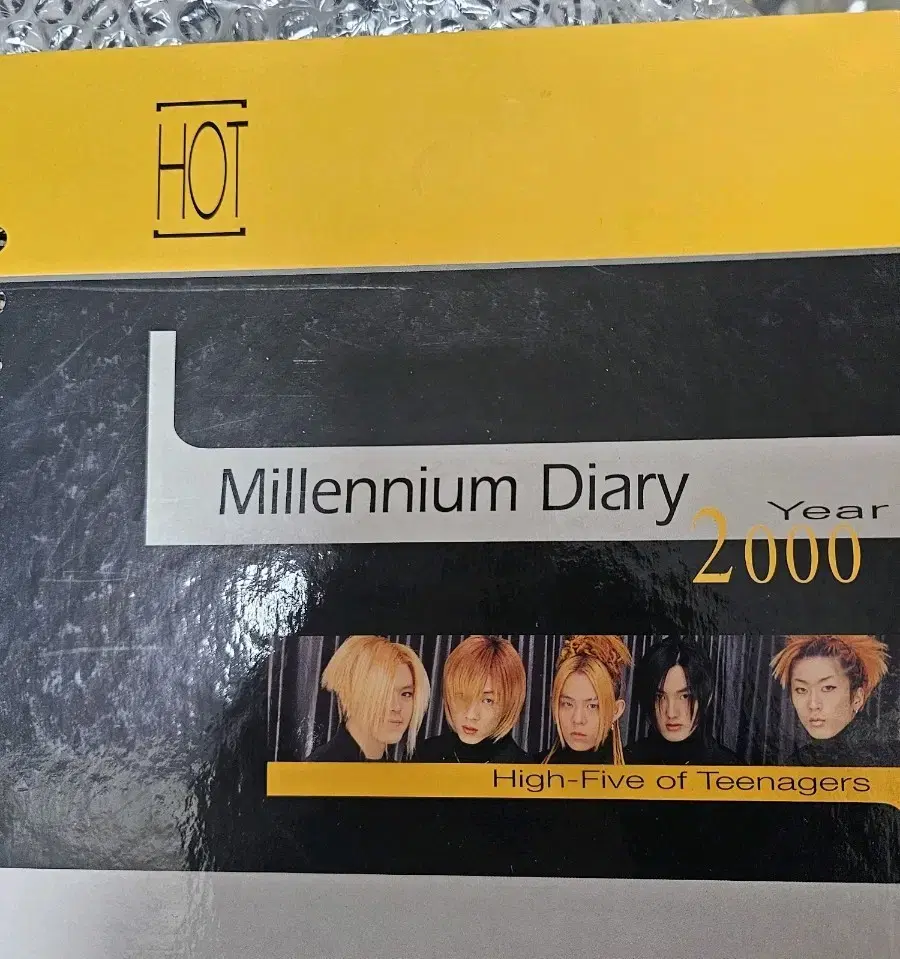 HOT
Millennium Diary
Year
2000
High-Five of Teenagers